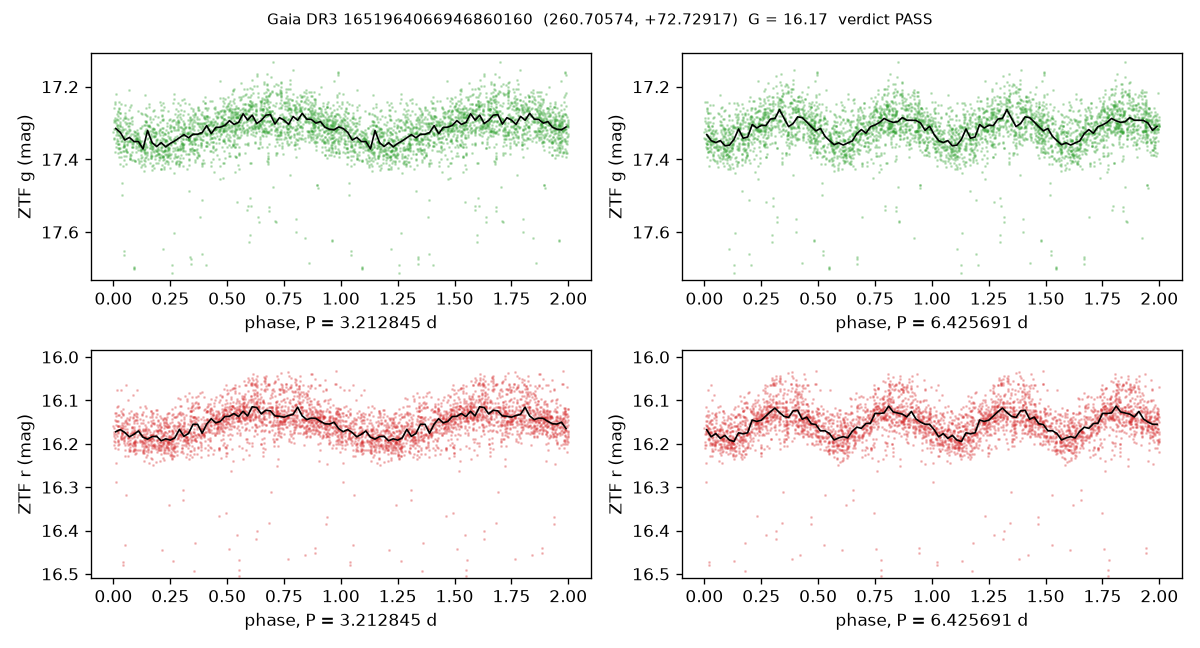 Gaia DR3 1651964066946860160 (260.70574, +72.72917) G = 16.17 verdict PASS
ZTF g (mag)
17.2
17.4
17.6
0.00 0.25 0.50 0.75 1.00 1.25 1.50 1.75 2.00
phase, P = 3.212845 d
ZTF g (mag)
17.2
17.4
17.6
0.00 0.25 0.50 0.75 1.00 1.25 1.50 1.75 2.00
phase, P = 6.425691 d
ZTF r (mag)
16.0
16.1
16.2
16.3
16.4
16.5
0.00 0.25 0.50 0.75 1.00 1.25 1.50 1.75 2.00
phase, P = 3.212845 d
ZTF r (mag)
16.0
16.1
16.2
16.3
16.4
16.5
0.00 0.25 0.50 0.75 1.00 1.25 1.50 1.75 2.00
phase, P = 6.425691 d